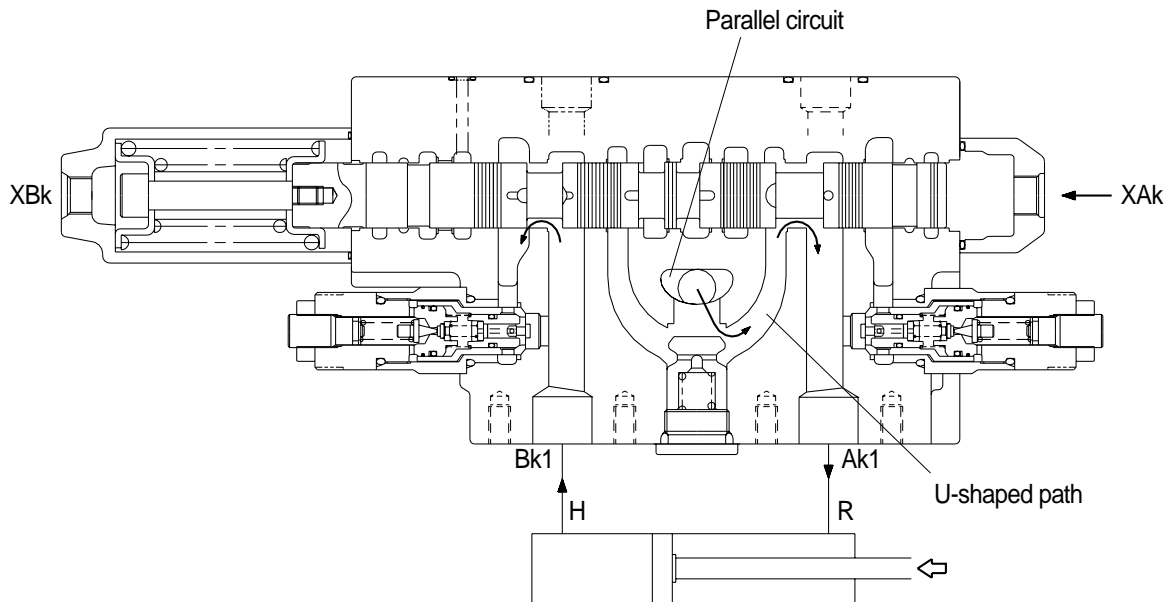 Parallel circuit
XBk
XAk
Bk1
Ak1
U-shaped path
H
R